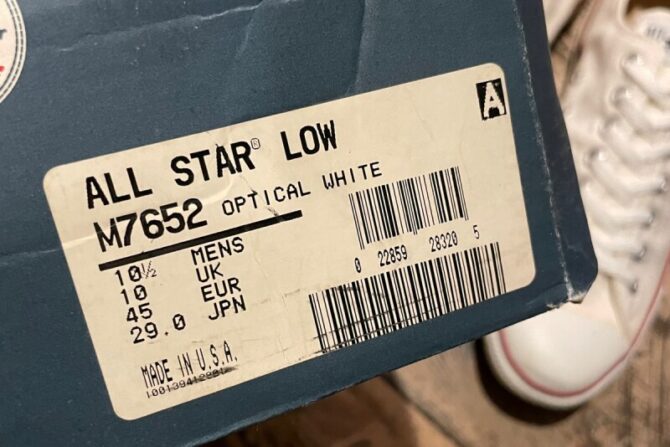 A
ALL STAR® LOW
M7652 OPTICAL WHITE
10½ MENS
10 UK
45 EUR
29.0 JPN
0 22859 28320 5
MADE IN U.S.A.